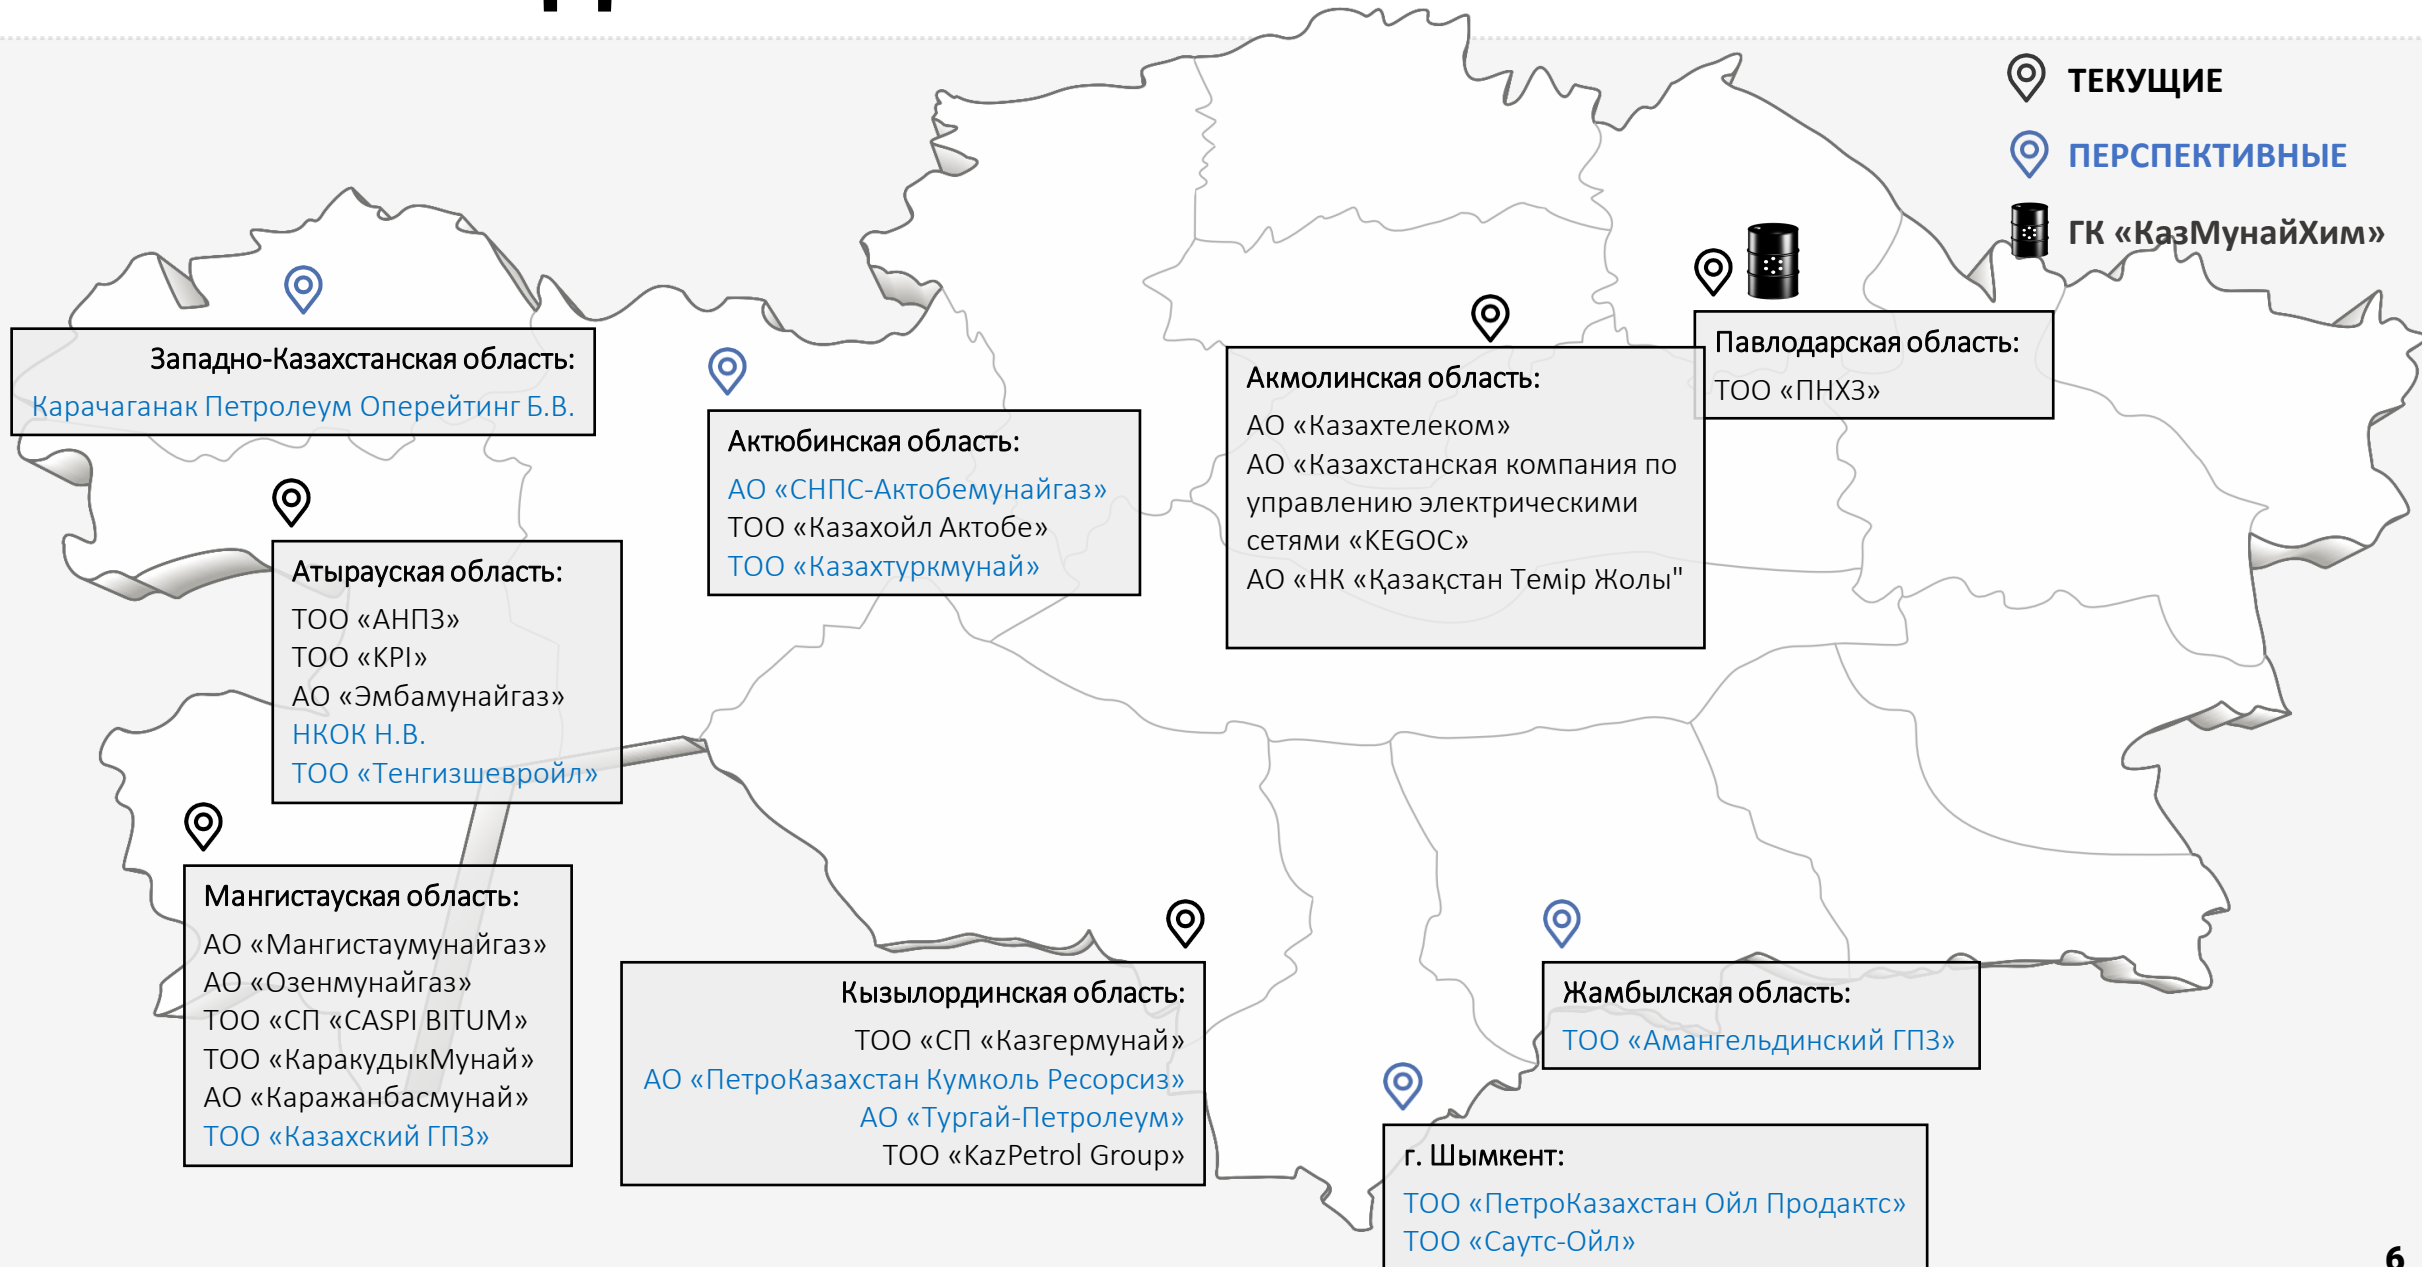 ТЕКУЩИЕ
ПЕРСПЕКТИВНЫЕ
ГК «КазМунайХим»
Западно-Казахстанская область:
Карачаганак Петролеум Оперейтинг Б.В.
Актюбинская область:
АО «СНПС-Актобемунайгаз»
ТОО «Казахойл Актобе»
ТОО «Казахтуркмунай»
Акмолинская область:
АО «Казахтелеком»
АО «Казахстанская компания по
управлению электрическими
сетями «KEGOC»
АО «НК «Қазақстан Темір Жолы"
Павлодарская область:
ТОО «ПНХЗ»
Атырауская область:
ТОО «АНПЗ»
ТОО «KPI»
АО «Эмбамунайгаз»
НКОК Н.В.
ТОО «Тенгизшевройл»
Мангистауская область:
АО «Мангистаумунайгаз»
АО «Озенмунайгаз»
ТОО «СП «CASPI BITUM»
ТОО «КаракудыкМунай»
АО «Каражанбасмунай»
ТОО «Казахский ГПЗ»
Кызылординская область:
ТОО «СП «Казгермунай»
АО «ПетроКазахстан Кумколь Ресорсиз»
АО «Тургай-Петролеум»
ТОО «KazPetrol Group»
Жамбылская область:
ТОО «Амангельдинский ГПЗ»
г. Шымкент:
ТОО «ПетроКазахстан Ойл Продактс»
ТОО «Саутс-Ойл»
6